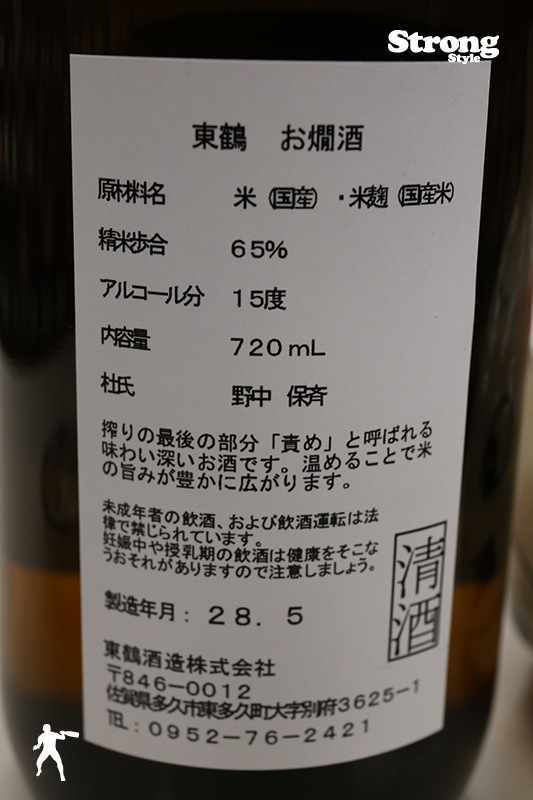 Strong
Style
東鶴 お燗酒
原材料名 米(国産)・米麹(国産米)
精米歩合 65%
アルコール分 15度
内容量 720mL
杜氏 野中 保斉
搾りの最後の部分「責め」と呼ばれる
味わい深いお酒です。温めることで米
の旨みが豊かに広がります。
未成年者の飲酒、および飲酒運転は法
律で禁じられています。
妊娠中や授乳期の飲酒は健康をそこな
うおそれがありますので注意しましょう。
清酒
製造年月: 28. 5
東鶴酒造株式会社
〒846-0012
佐賀県多久市東多久町大字別府3625-1
TEL:0952-76-2421